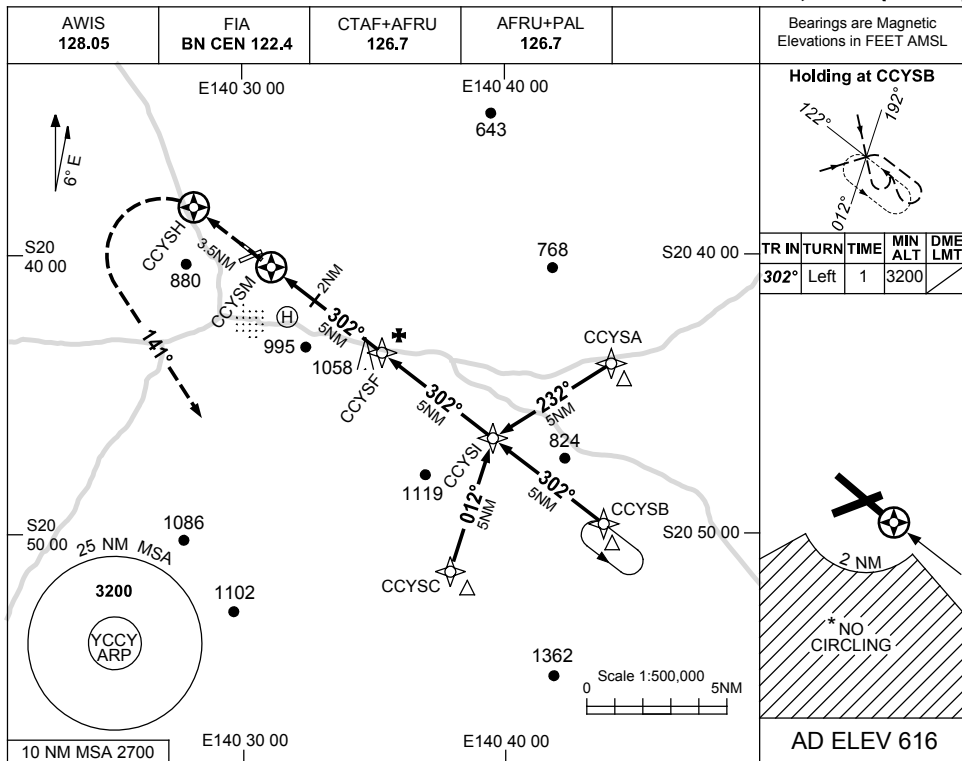 AWIS
128.05
FIA
BN CEN 122.4
CTAF+AFRU
126.7
AFRU+PAL
126.7
Bearings are Magnetic
Elevations in FEET AMSL
E140 30 00
E140 40 00
643
6° E
Holding at CCYSB
122°
192°
012°
TR IN
TURN
TIME
MIN
ALT
DME
LMT
302°
Left
1
3200
S20
40 00
S20 40 00
CCYSH
3.5NM
880
CCYSM
2NM
768
302°
5NM
H
995
1058
CCYSF
141°
CCYSA
232°
5NM
302°
5NM
CCYSI
824
1119
012°
5NM
302°
5NM
CCYSB
S20
50 00
S20 50 00
1086
25 NM MSA
3200
YCCY
ARP
1102
CCYSC
1362
Scale 1:500,000
0
5NM
2 NM
* NO
CIRCLING
10 NM MSA 2700
E140 30 00
E140 40 00
AD ELEV 616